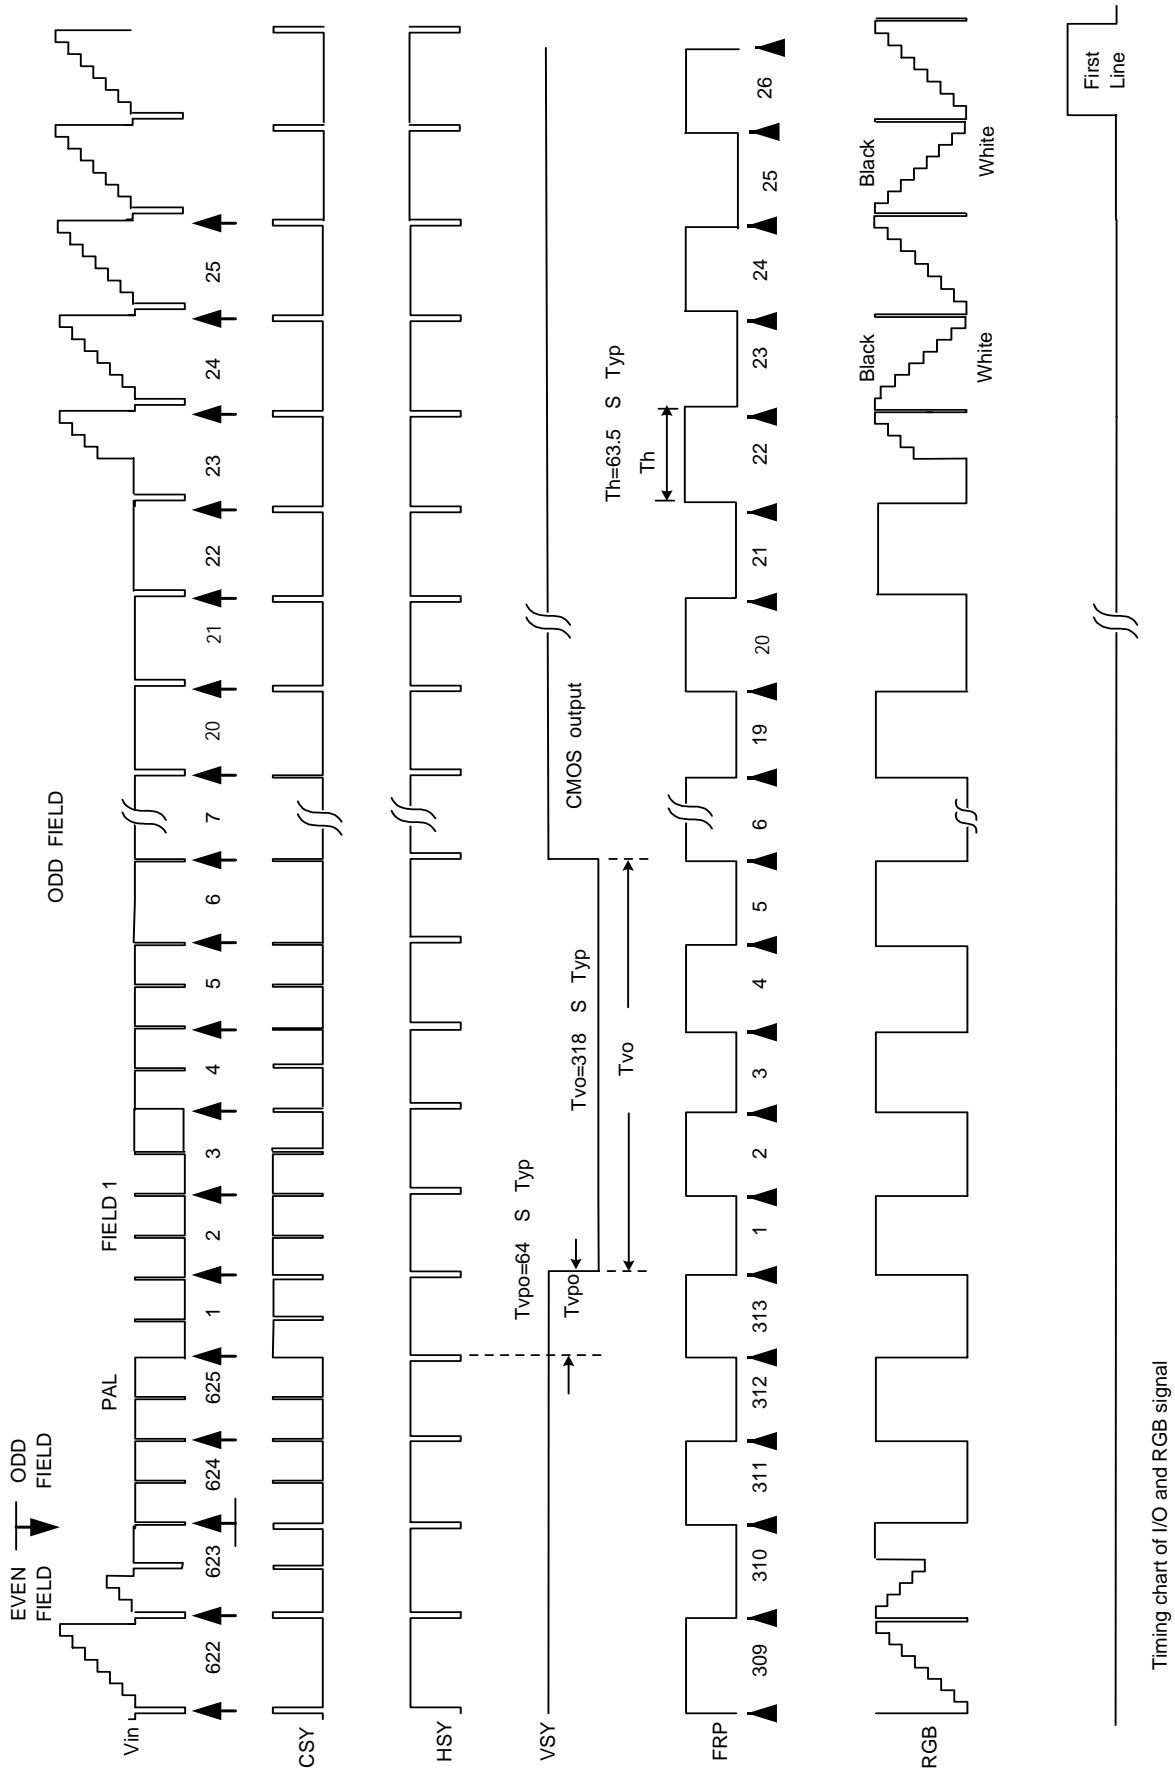 EVEN FIELD
ODD FIELD
ODD FIELD
PAL
FIELD 1
Vin
622 623 624 625 1 2 3 4 5 6 7 20 21 22 23 24 25
CSY
HSY
VSY
Tvpo=64 S Typ
Tvpo
Tvo=318 S Typ
Tvo
CMOS output
Th=63.5 S Typ
Th
FRP
309 310 311 312 313 1 2 3 4 5 6 19 20 21 22 23 24 25 26
RGB
Black
White
Black
White
First Line
Timing chart of I/O and RGB signal